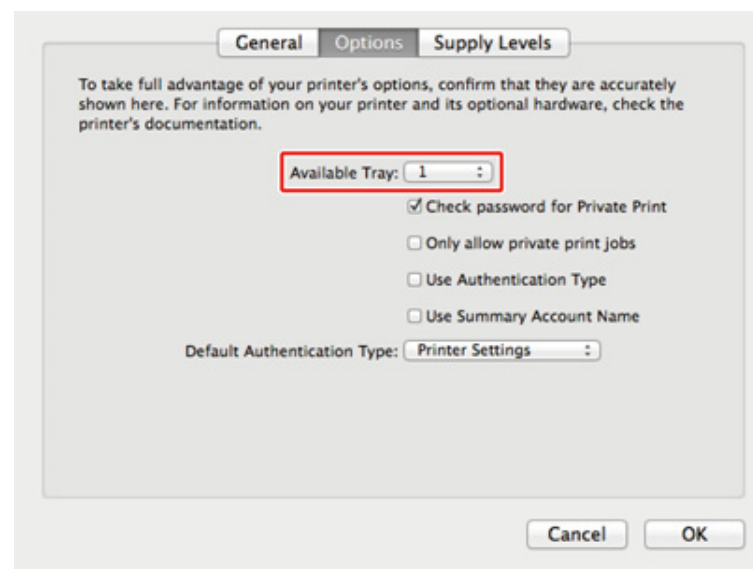 General Options Supply Levels
To take full advantage of your printer's options, confirm that they are accurately
shown here. For information on your printer and its optional hardware, check the
printer's documentation.
Available Tray: 1
Check password for Private Print
Only allow private print jobs
Use Authentication Type
Use Summary Account Name
Default Authentication Type: Printer Settings
Cancel OK